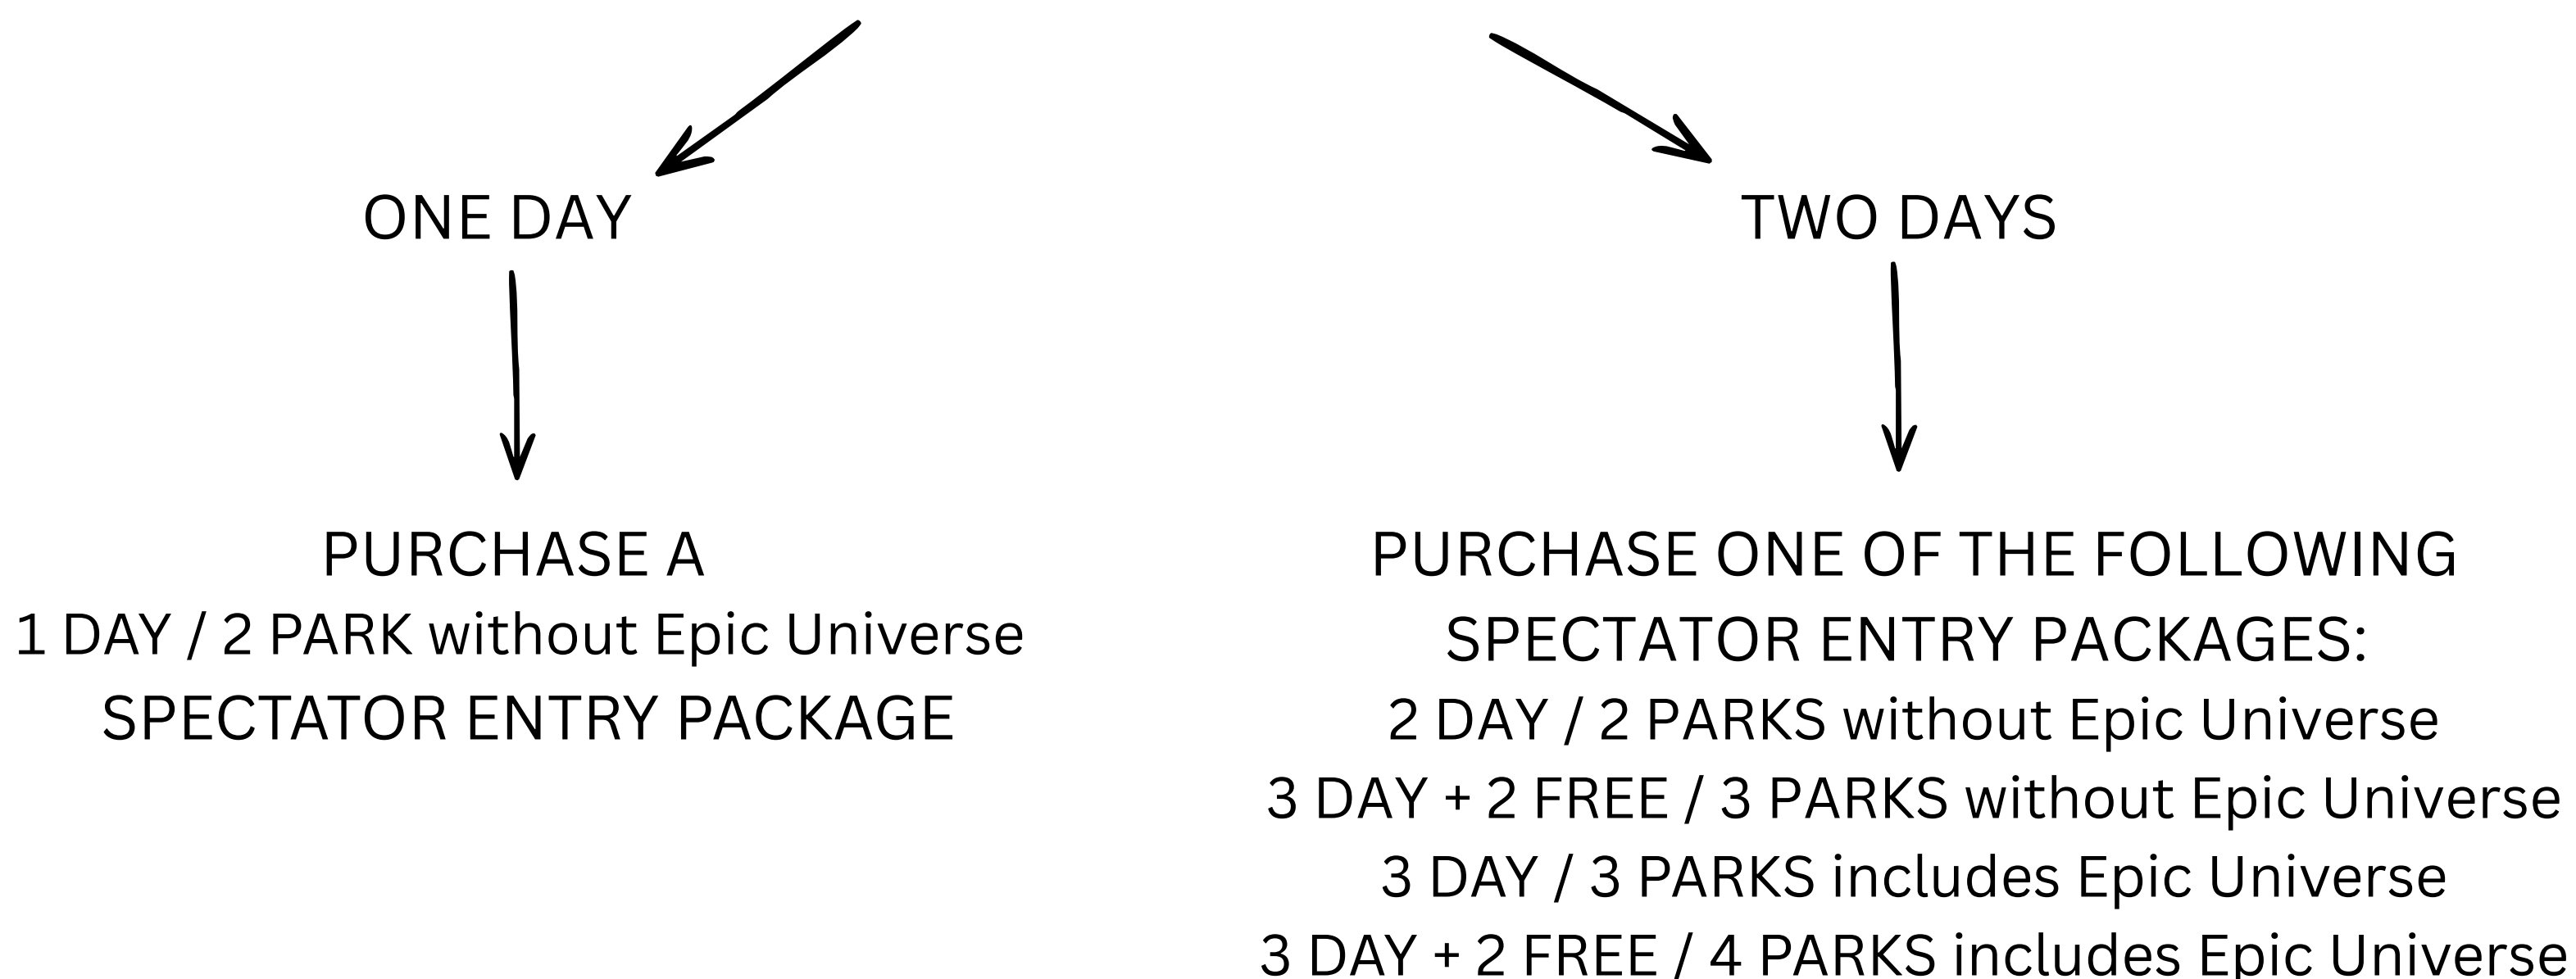 ONE DAY
TWO DAYS
PURCHASE A
1 DAY / 2 PARK without Epic Universe
SPECTATOR ENTRY PACKAGE
PURCHASE ONE OF THE FOLLOWING
SPECTATOR ENTRY PACKAGES:
2 DAY / 2 PARKS without Epic Universe
3 DAY + 2 FREE / 3 PARKS without Epic Universe
3 DAY / 3 PARKS includes Epic Universe
3 DAY + 2 FREE / 4 PARKS includes Epic Universe